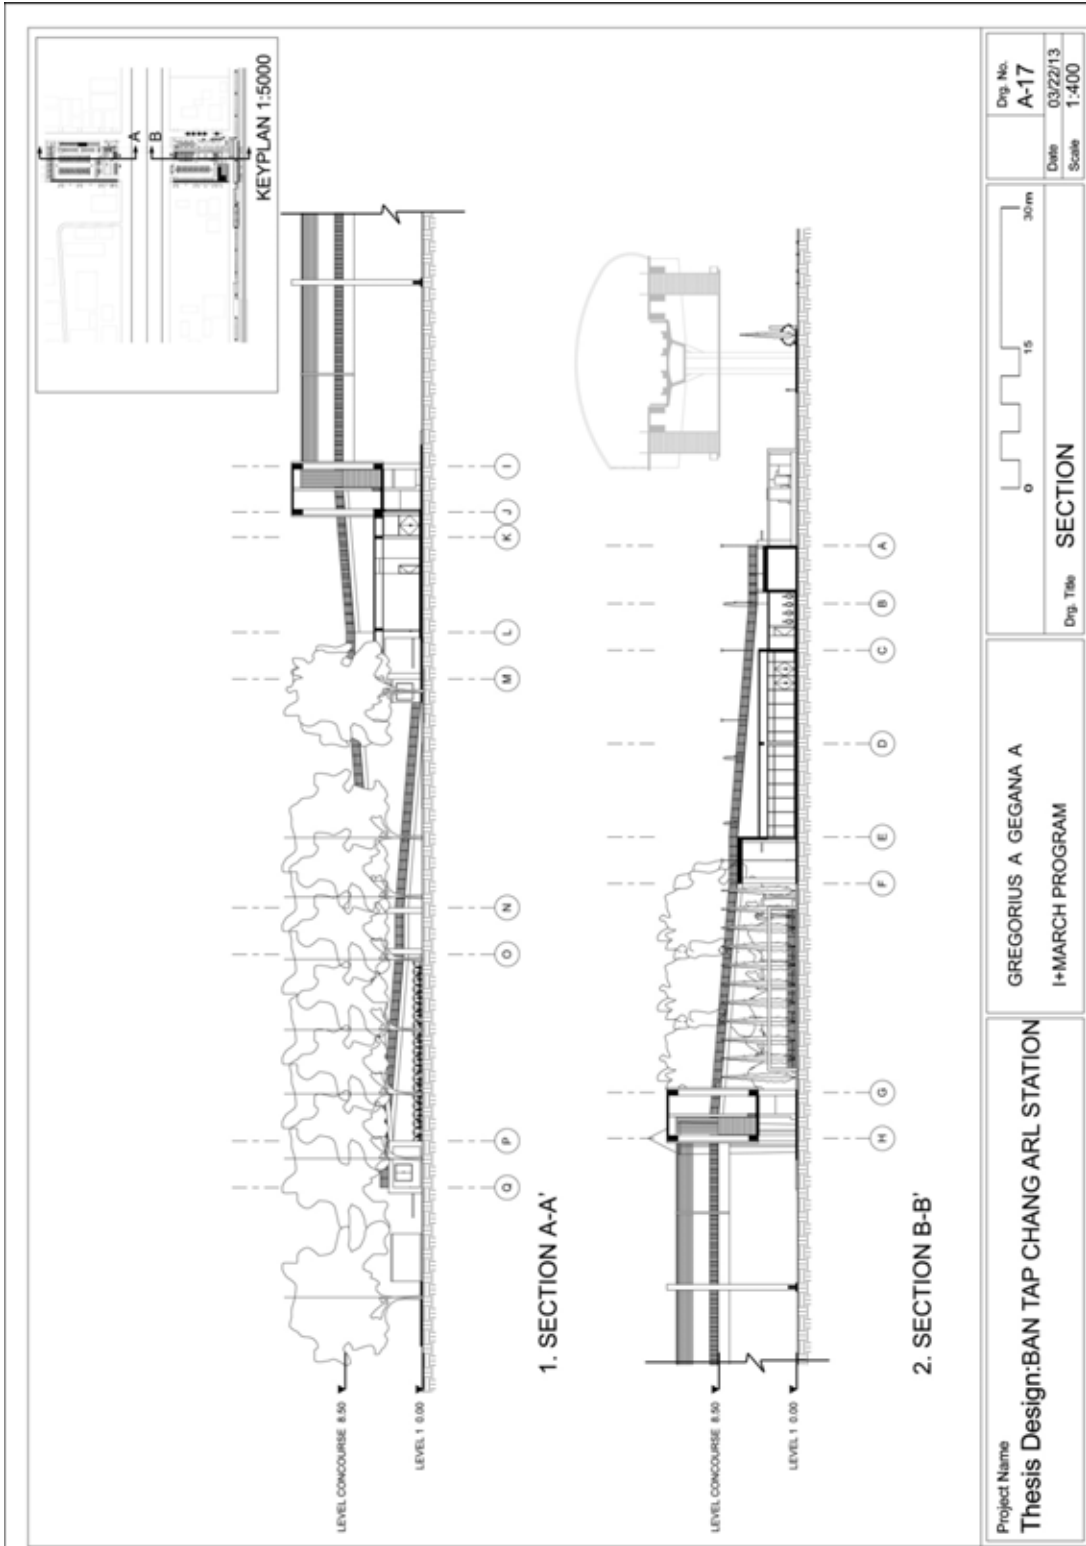 A
B
KEYPLAN 1:5000
LEVEL CONCOURSE 8.50
LEVEL 1 0.00
Q
P
O
N
M
L
K
J
I
1. SECTION A-A'
LEVEL CONCOURSE 8.50
LEVEL 1 0.00
H
G
F
E
D
C
B
A
2. SECTION B-B'
Project Name
Thesis Design:BAN TAP CHANG ARL STATION
GREGORIUS A GEGANA A
I+MARCH PROGRAM
Drg. Title
SECTION
0
15
30m
Drg. No.
A-17
Date
03/22/13
Scale
1:400